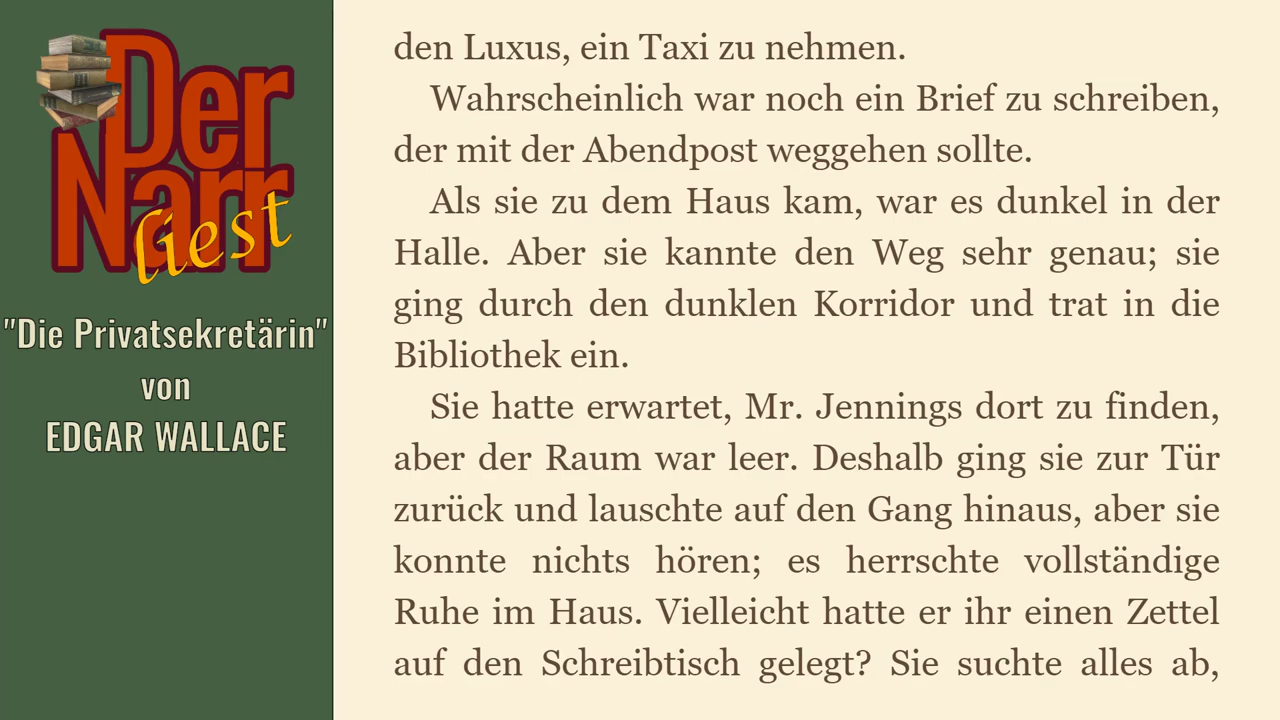 Der
Narr
liest
"Die Privatsekretärin"
von
EDGAR WALLACE
den Luxus, ein Taxi zu nehmen.
Wahrscheinlich war noch ein Brief zu schreiben,
der mit der Abendpost weggehen sollte.
Als sie zu dem Haus kam, war es dunkel in der
Halle. Aber sie kannte den Weg sehr genau; sie
ging durch den dunklen Korridor und trat in die
Bibliothek ein.
Sie hatte erwartet, Mr. Jennings dort zu finden,
aber der Raum war leer. Deshalb ging sie zur Tür
zurück und lauschte auf den Gang hinaus, aber sie
konnte nichts hören; es herrschte vollständige
Ruhe im Haus. Vielleicht hatte er ihr einen Zettel
auf den Schreibtisch gelegt? Sie suchte alles ab,